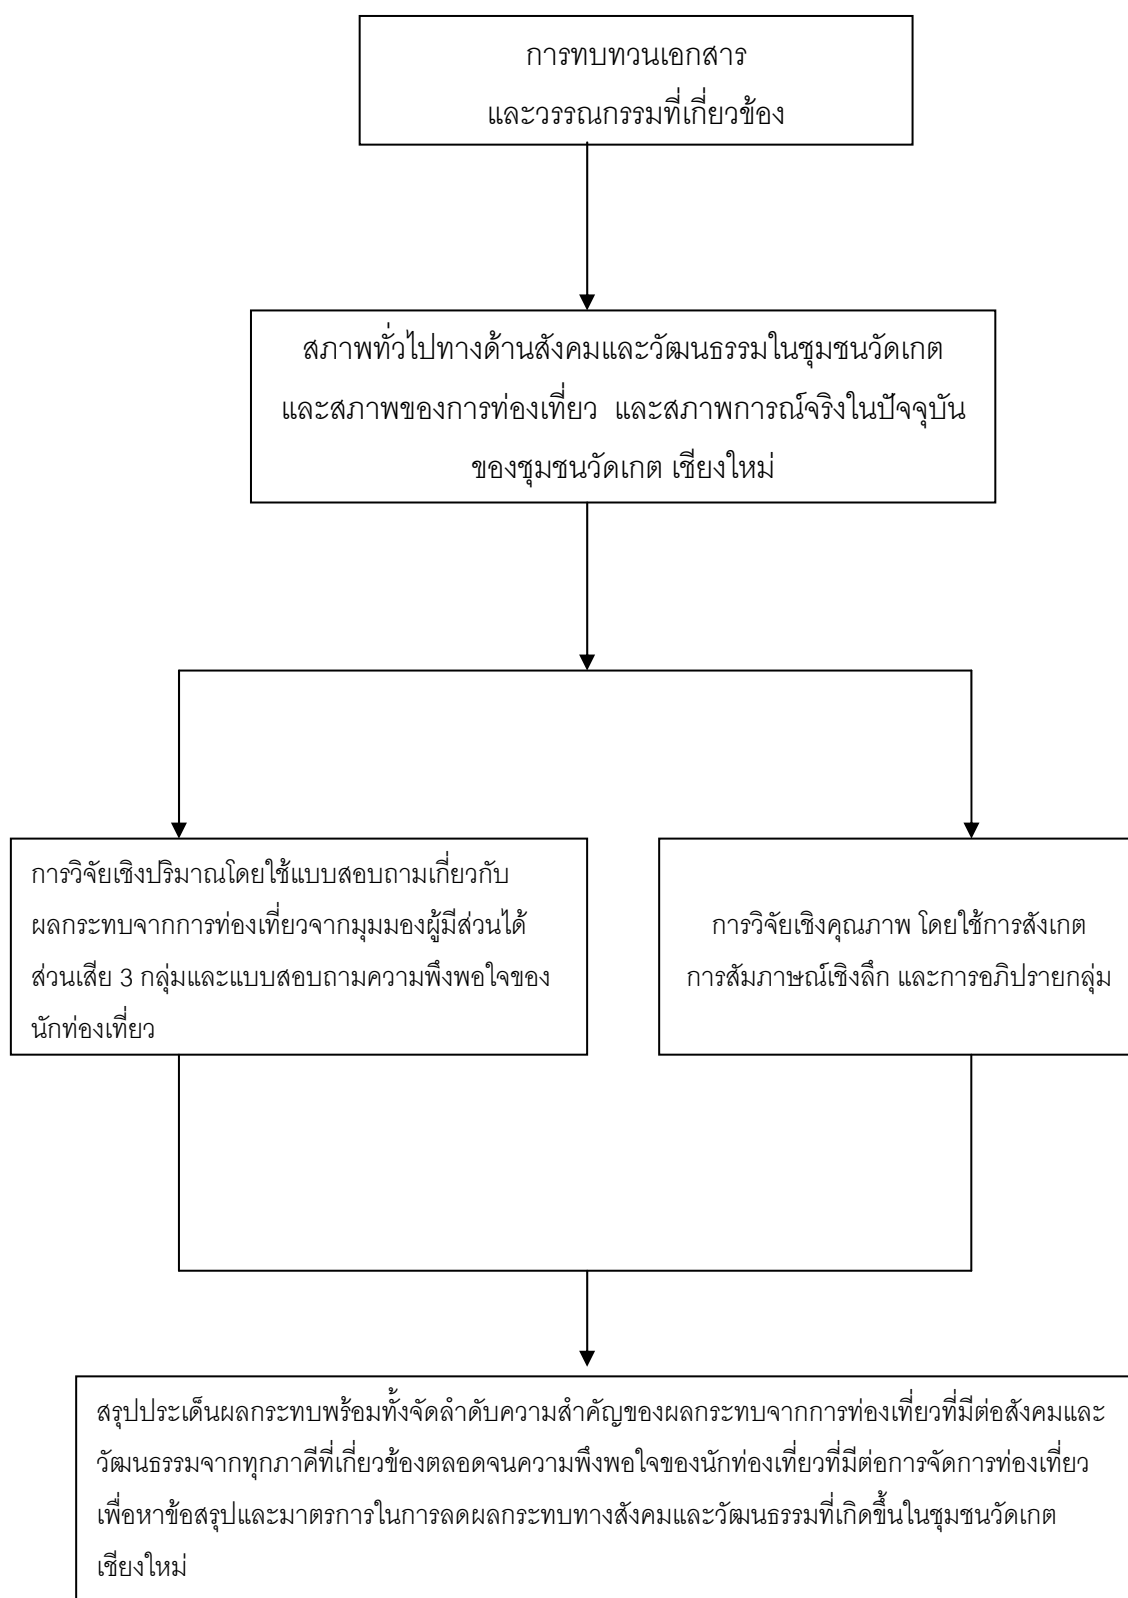 การทบทวนเอกสาร
และวรรณกรรมที่เกี่ยวข้อง
สภาพทั่วไปทางด้านสังคมและวัฒนธรรมในชุมชนวัดเกต
และสภาพของการท่องเที่ยว และสภาพการณ์จริงในปัจจุบัน
ของชุมชนวัดเกต เชียงใหม่
การวิจัยเชิงปริมาณโดยใช้แบบสอบถามเกี่ยวกับ
ผลกระทบจากการท่องเที่ยวจากมุมมองผู้มีส่วนได้
ส่วนเสีย 3 กลุ่มและแบบสอบถามความพึงพอใจของ
นักท่องเที่ยว
การวิจัยเชิงคุณภาพ โดยใช้การสังเกต
การสัมภาษณ์เชิงลึก และการอภิปรายกลุ่ม
สรุปประเด็นผลกระทบพร้อมทั้งจัดลำดับความสำคัญของผลกระทบจากการท่องเที่ยวที่มีต่อสังคมและ
วัฒนธรรมจากทุกภาคีที่เกี่ยวข้องตลอดจนความพึงพอใจของนักท่องเที่ยวที่มีต่อการจัดการท่องเที่ยว
เพื่อหาข้อสรุปและมาตรการในการลดผลกระทบทางสังคมและวัฒนธรรมที่เกิดขึ้นในชุมชนวัดเกต
เชียงใหม่